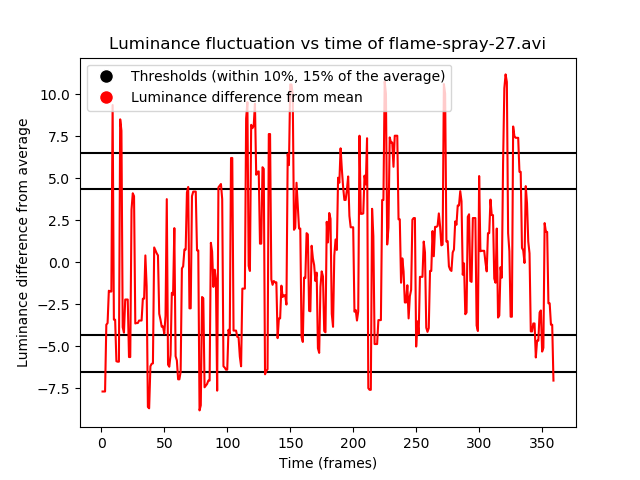 Luminance fluctuation vs time of flame-spray-27.avi
Thresholds (within 10%, 15% of the average)
Luminance difference from mean
Luminance difference from average
10.0
7.5
5.0
2.5
0.0
−2.5
−5.0
−7.5
0 50 100 150 200 250 300 350
Time (frames)